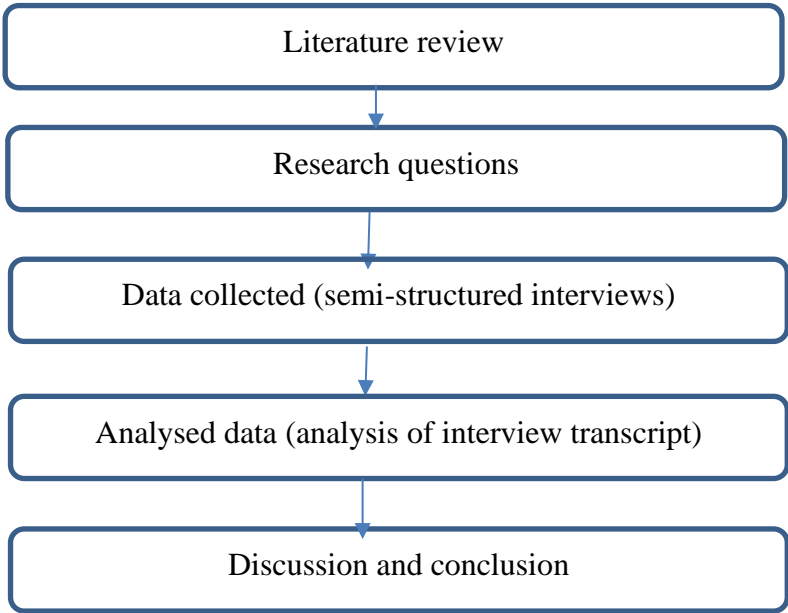 Literature review
Research questions
Data collected (semi-structured interviews)
Analysed data (analysis of interview transcript)
Discussion and conclusion